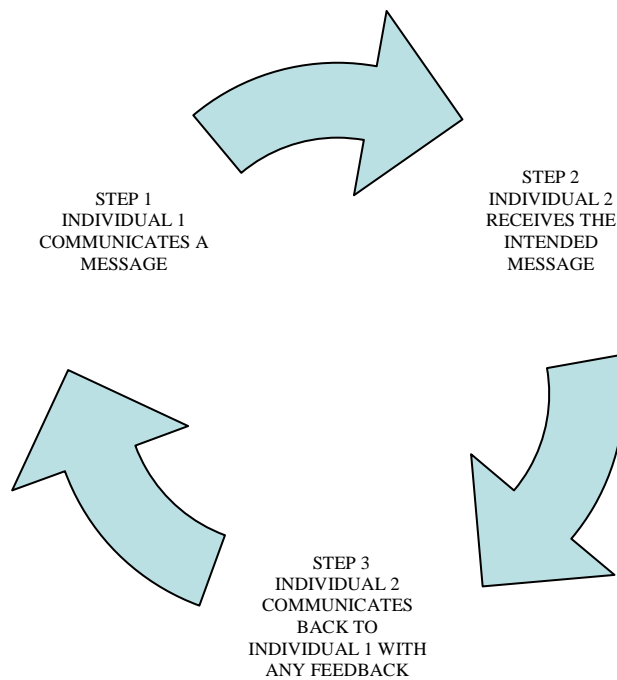 STEP 1
INDIVIDUAL 1
COMMUNICATES A
MESSAGE
STEP 2
INDIVIDUAL 2
RECEIVES THE
INTENDED
MESSAGE
STEP 3
INDIVIDUAL 2
COMMUNICATES
BACK TO
INDIVIDUAL 1 WITH
ANY FEEDBACK